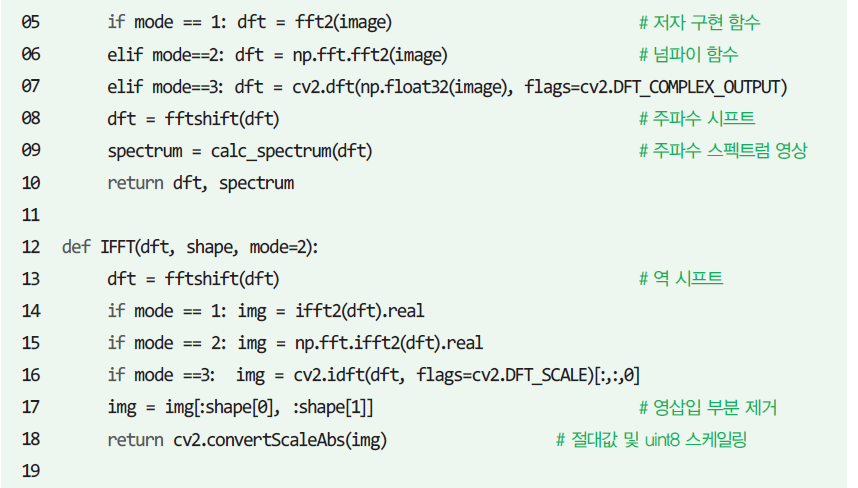 05 if mode == 1: dft = fft2(image) # 저자 구현 함수
06 elif mode==2: dft = np.fft.fft2(image) # 넘파이 함수
07 elif mode==3: dft = cv2.dft(np.float32(image), flags=cv2.DFT_COMPLEX_OUTPUT)
08 dft = fftshift(dft) # 주파수 시프트
09 spectrum = calc_spectrum(dft) # 주파수 스펙트럼 영상
10 return dft, spectrum
11
12 def IFFT(dft, shape, mode=2):
13 dft = fftshift(dft) # 역 시프트
14 if mode == 1: img = ifft2(dft).real
15 if mode == 2: img = np.fft.ifft2(dft).real
16 if mode ==3: img = cv2.idft(dft, flags=cv2.DFT_SCALE)[:,:,0]
17 img = img[:shape[0], :shape[1]] # 영삽입 부분 제거
18 return cv2.convertScaleAbs(img) # 절대값 및 uint8 스케일링
19